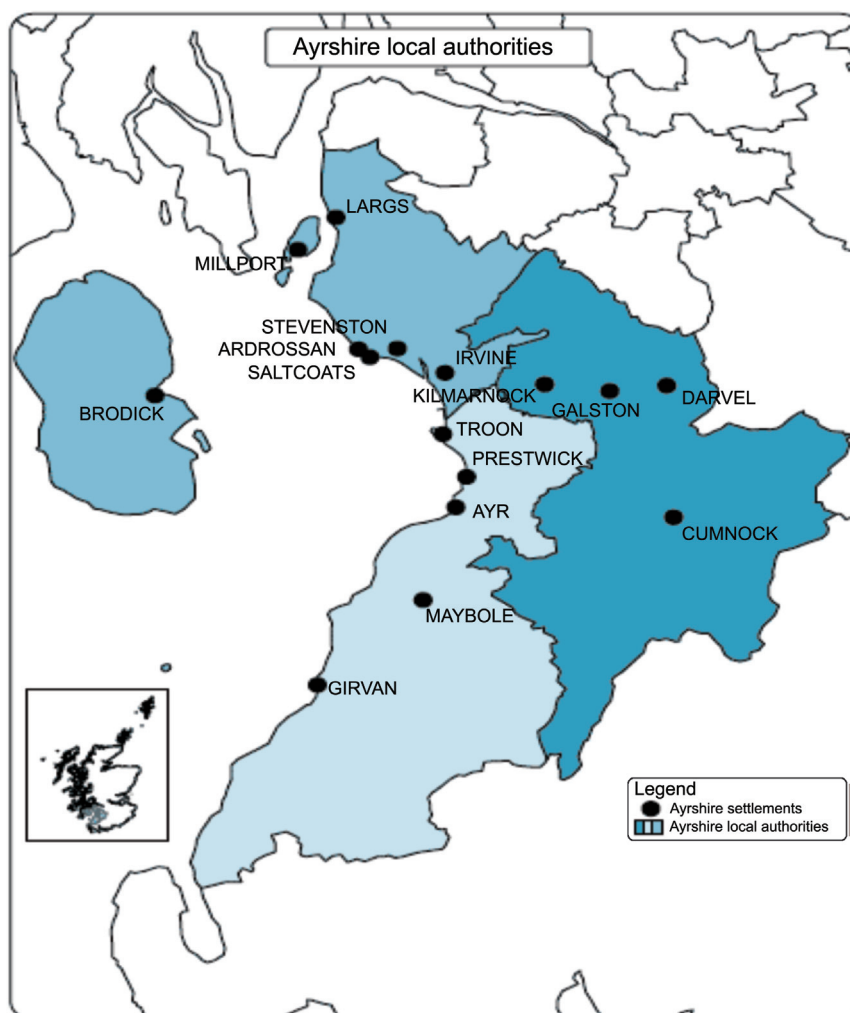 Ayrshire local authorities
LARGS
MILLPORT
STEVENSTON
ARDROSSAN
IRVINE
SALTCOATS
KILMARNOCK
DARVEL
GALSTON
BRODICK
TROON
PRESTWICK
AYR
CUMNOCK
MAYBOLE
GIRVAN
Legend
Ayrshire settlements
Ayrshire local authorities